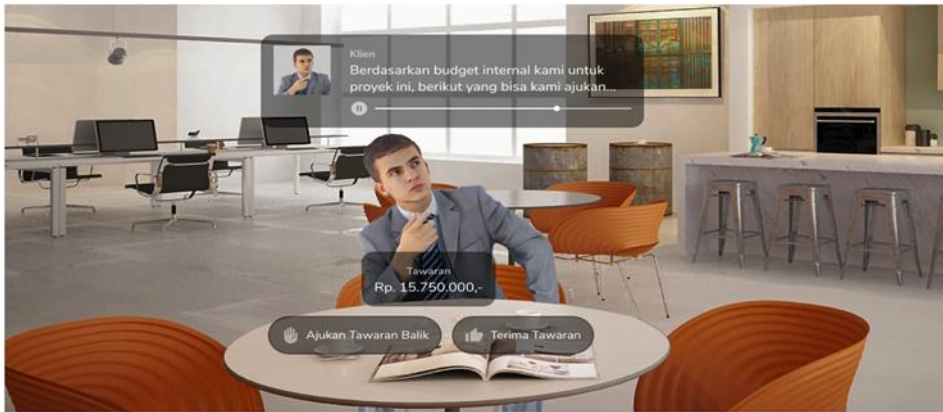 Klien
Berdasarkan budget internal kami untuk
proyek ini, berikut yang bisa kami ajukan...
Tawaran
Rp. 15.750.000,-
Ajukan Tawaran Balik
Terima Tawaran